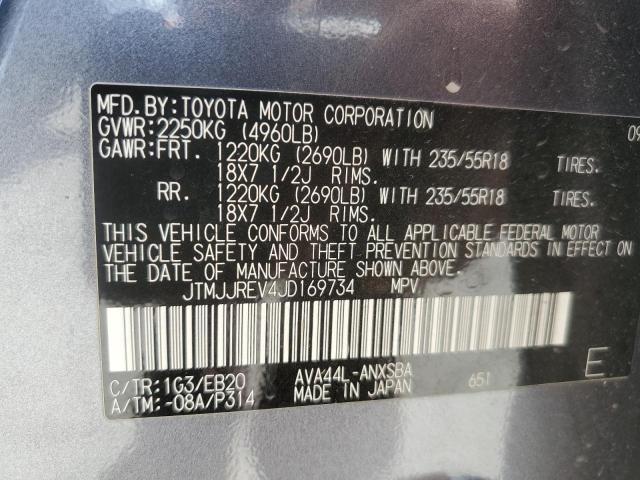 MFD.BY:TOYOTA MOTOR CORPORATION 09
GVWR:2250KG (4960LB)
GAWR:FRT. 1220KG (2690LB) WITH 235/55R18 TIRES.
18X7 1/2J RIMS.
RR. 1220KG (2690LB) WITH 235/55R18 TIRES.
18X7 1/2J RIMS.
THIS VEHICLE CONFORMS TO ALL APPLICABLE FEDERAL MOTOR
VEHICLE SAFETY AND THEFT PREVENTION STANDARDS IN EFFECT ON
THE DATE OF MANUFACTURE SHOWN ABOVE.
JTMJJREV4JD169734 MPV
C/TR:1G3/EB20 AVA44L-ANXSBA 651 E
A/TM:-08A/P314 MADE IN JAPAN